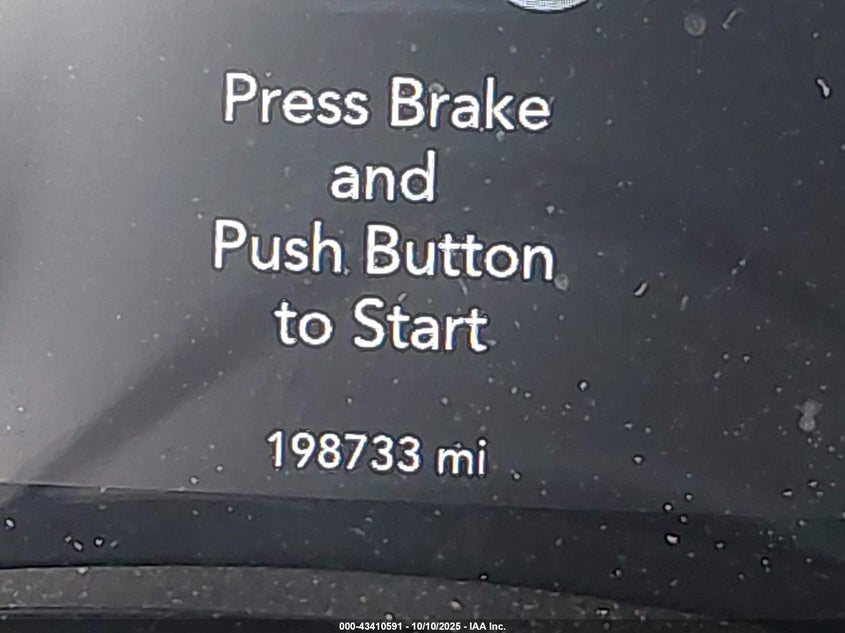 Press Brake
and
Push Button
to Start
198733 mi
000-43410591 - 10/10/2025 - IAA Inc.